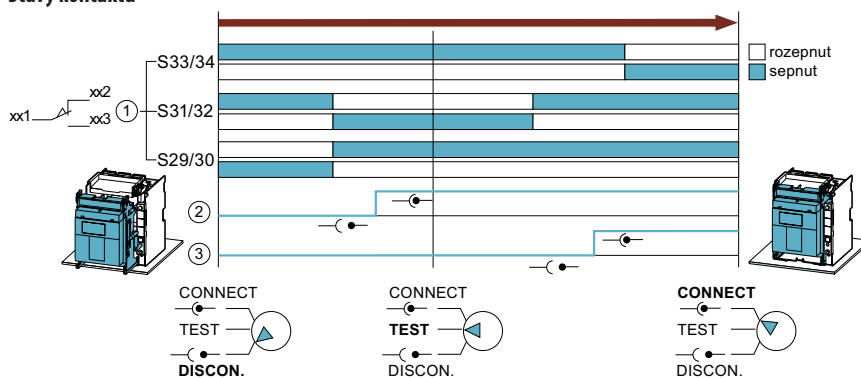 Stavy kontaktů
S33/34
rozepnut
sepnut
xx2
xx1
xx3
1
S31/32
S29/30
2
3
CONNECT
TEST
DISCON.
CONNECT
TEST
DISCON.
CONNECT
TEST
DISCON.